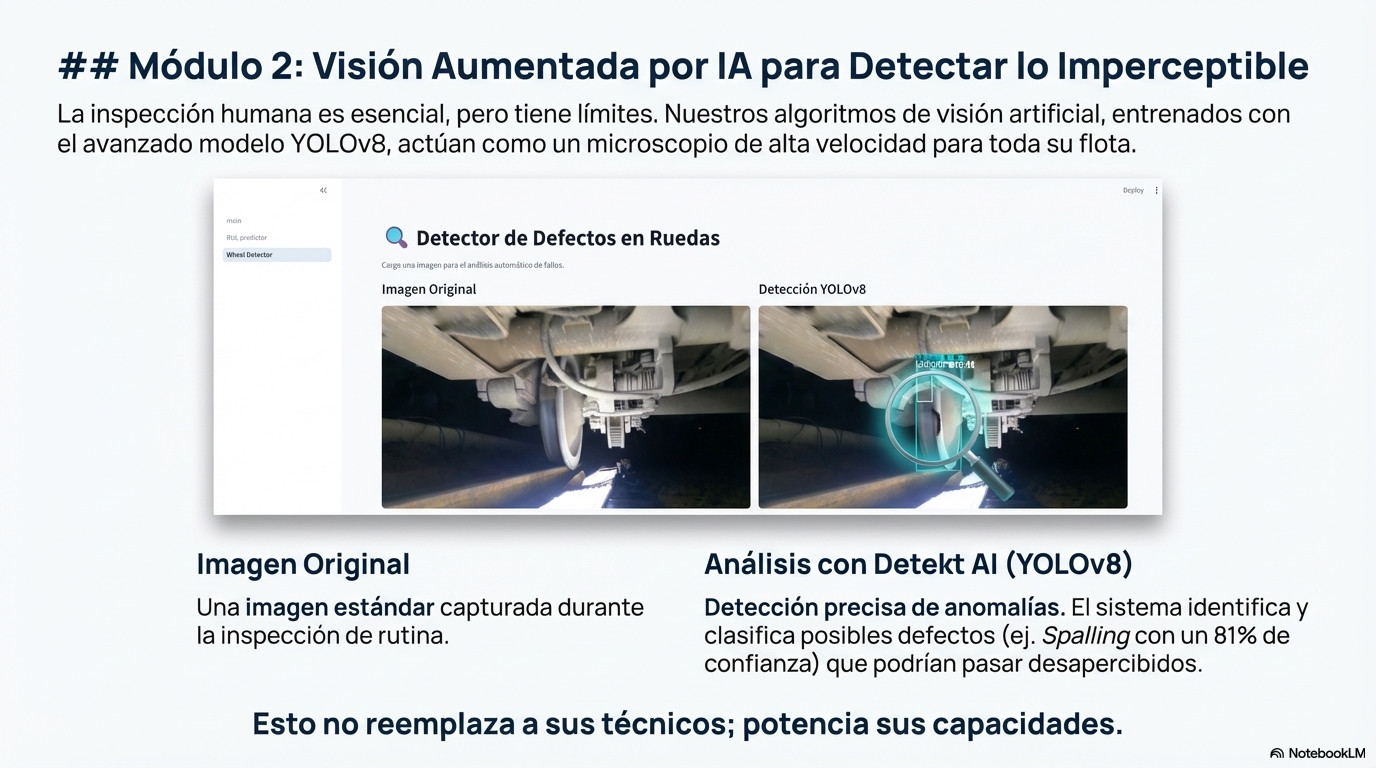 ## Módulo 2: Visión Aumentada por IA para Detectar lo Imperceptible
La inspección humana es esencial, pero tiene límites. Nuestros algoritmos de visión artificial, entrenados con
el avanzado modelo YOLOv8, actúan como un microscopio de alta velocidad para toda su flota.
Deploy
main
RUL predictor
Wheel Detector
Detector de Defectos en Ruedas
Carge una imagen para el análisis automático de fallos.
Imagen Original
Detección YOLOv8
Imagen Original
Una imagen estándar capturada durante
la inspección de rutina.
Análisis con Detekt AI (YOLOv8)
Detección precisa de anomalías. El sistema identifica y
clasifica posibles defectos (ej. Spalling con un 81% de
confianza) que podrían pasar desapercibidos.
Esto no reemplaza a sus técnicos; potencia sus capacidades.
NotebookLM